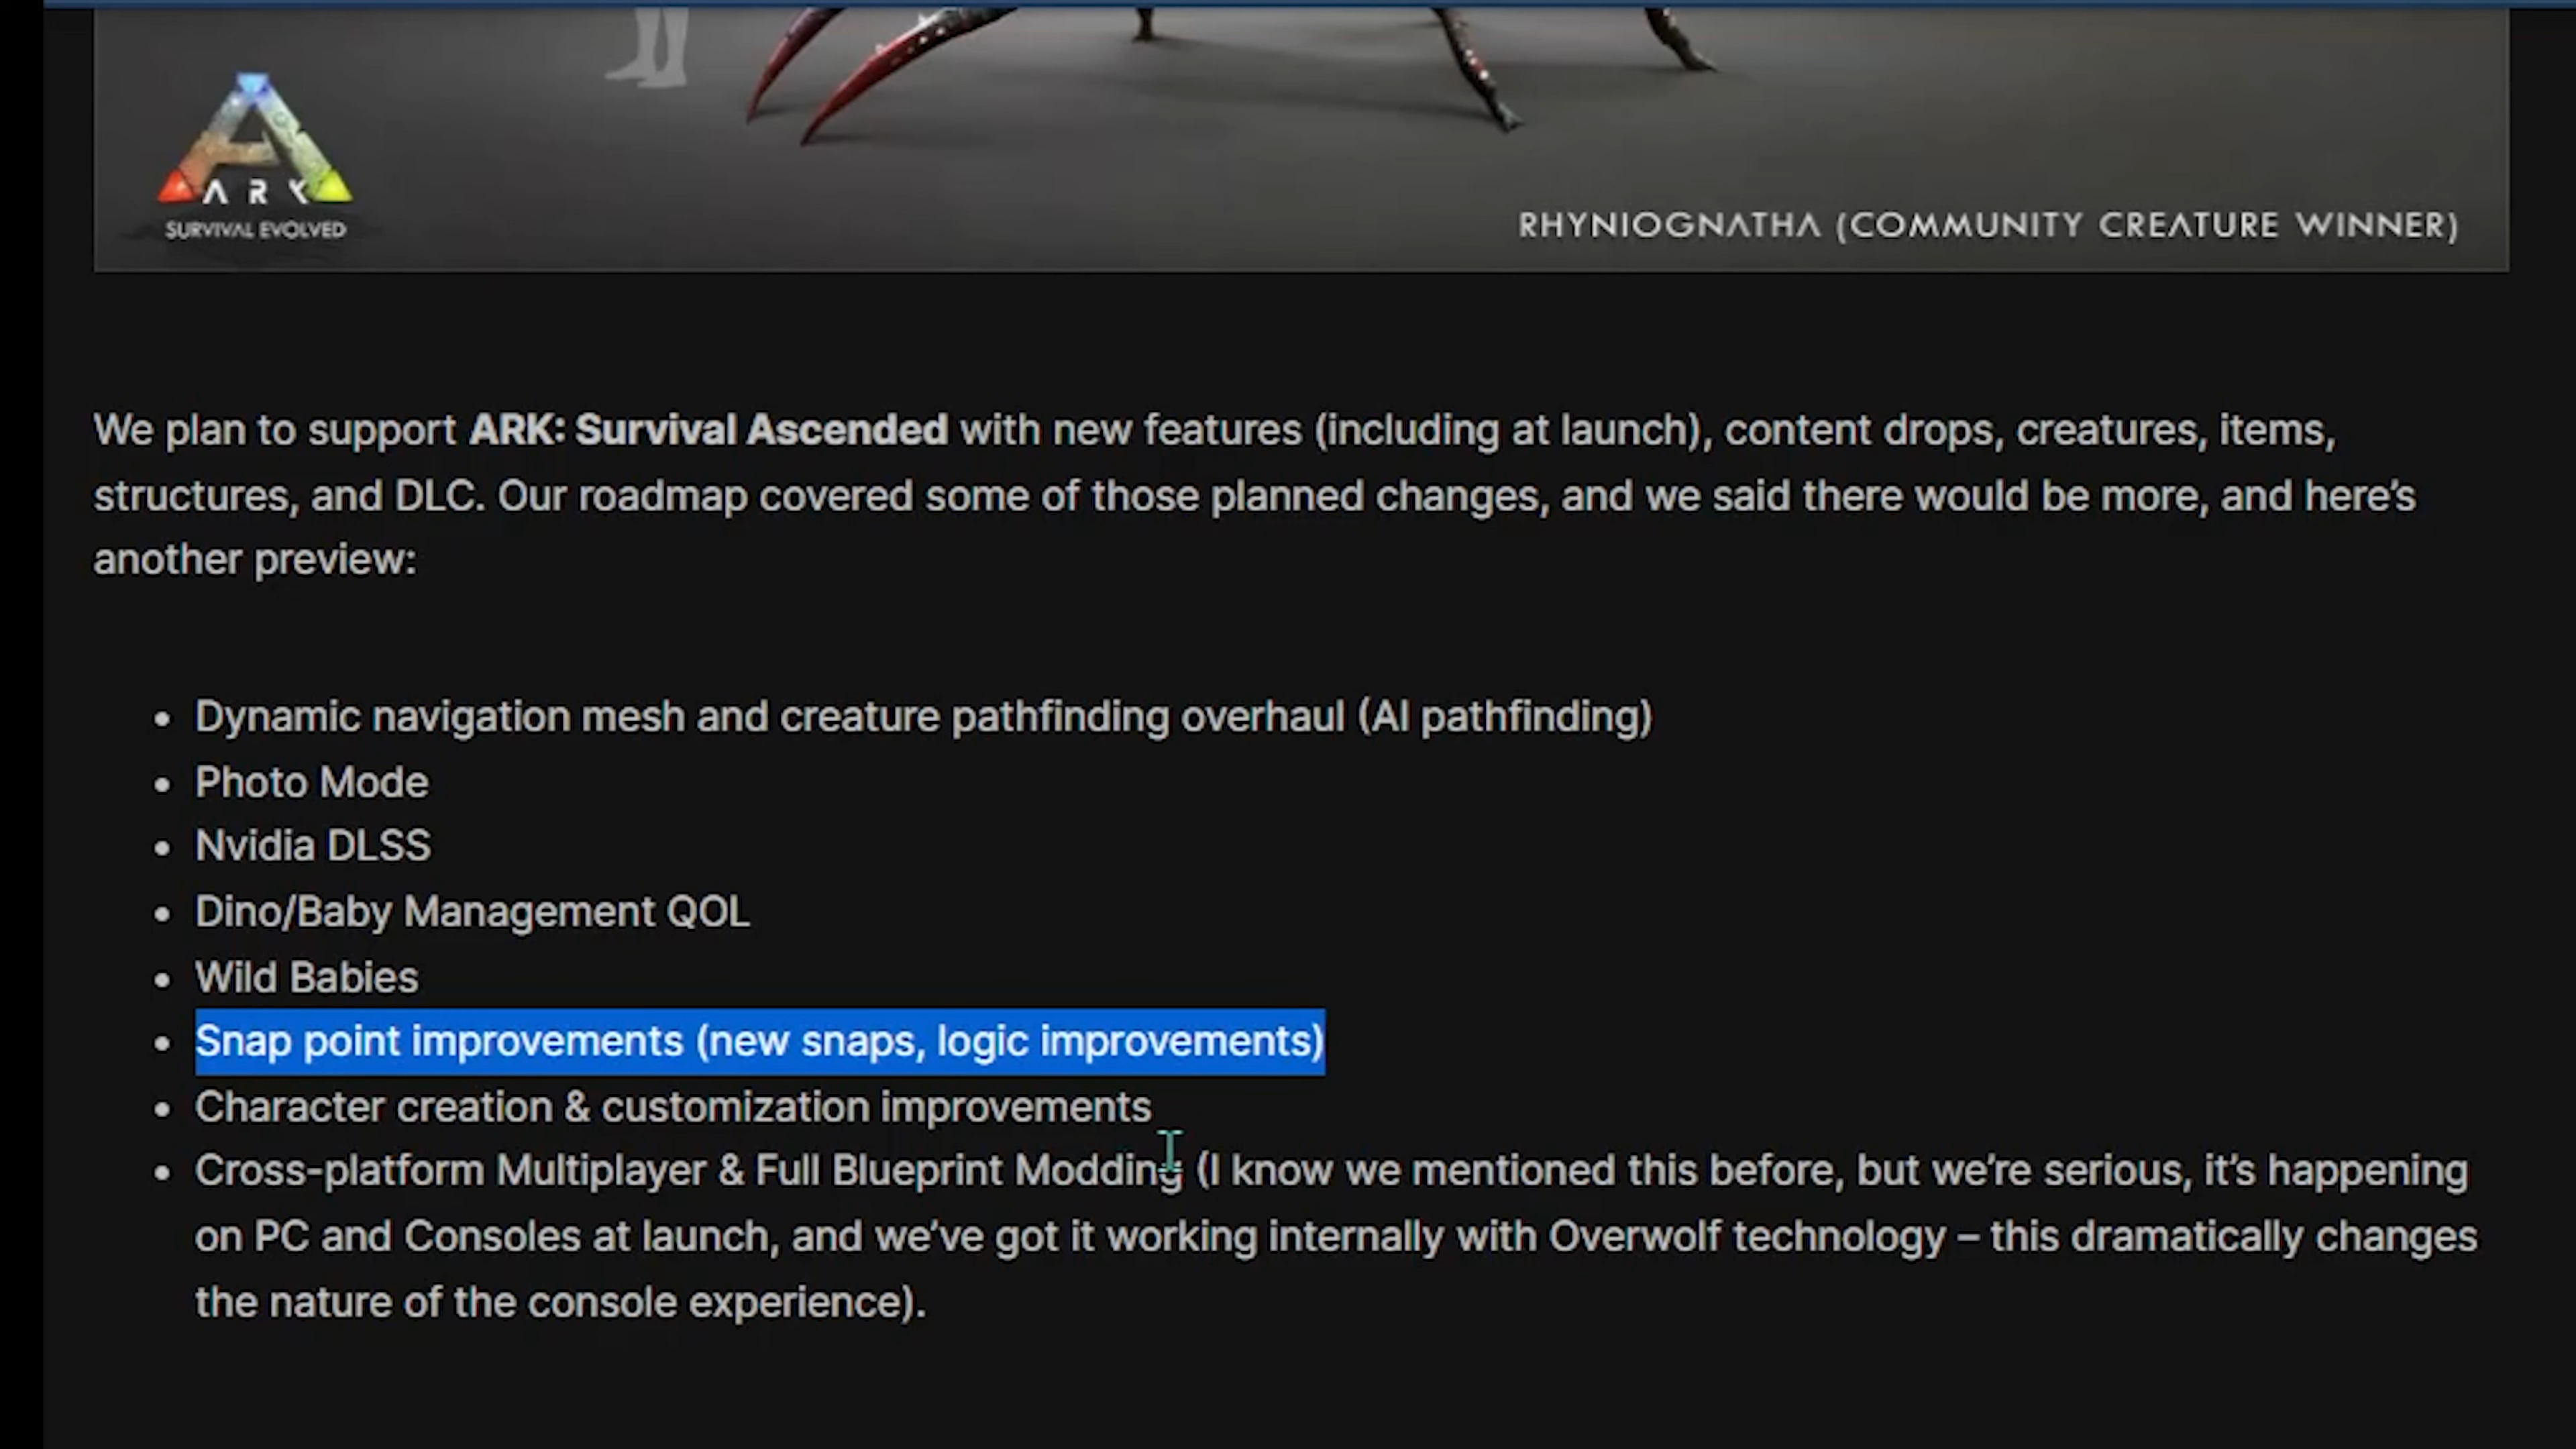 ARK
SURVIVAL EVOLVED
RHYNIOGNATHA (COMMUNITY CREATURE WINNER)
We plan to support ARK: Survival Ascended with new features (including at launch), content drops, creatures, items,
structures, and DLC. Our roadmap covered some of those planned changes, and we said there would be more, and here’s
another preview:
• Dynamic navigation mesh and creature pathfinding overhaul (AI pathfinding)
• Photo Mode
• Nvidia DLSS
• Dino/Baby Management QOL
• Wild Babies
• Snap point improvements (new snaps, logic improvements)
• Character creation & customization improvements
• Cross-platform Multiplayer & Full Blueprint Modding (I know we mentioned this before, but we’re serious, it’s happening
on PC and Consoles at launch, and we’ve got it working internally with Overwolf technology – this dramatically changes
the nature of the console experience).